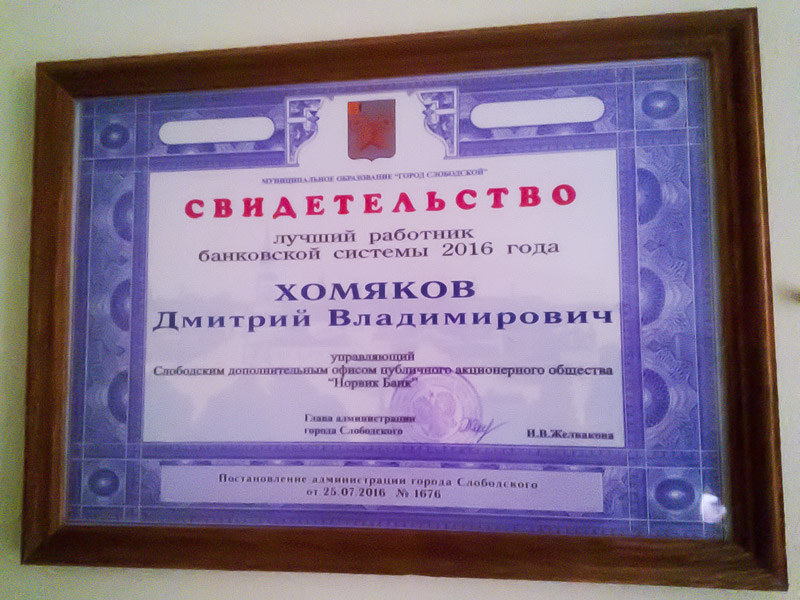 МУНИЦИПАЛЬНОЕ ОБРАЗОВАНИЕ "ГОРОД СЛОБОДСКОЙ"
СВИДЕТЕЛЬСТВО
лучший работник
банковской системы 2016 года
ХОМЯКОВ
Дмитрий Владимирович
управляющий
Слободским дополнительным офисом публичного акционерного общества
"Норвик Банк"
Глава администрации
города Слободского
И.В.Желвакова
Постановление администрации города Слободского
от 25.07.2016 № 1676